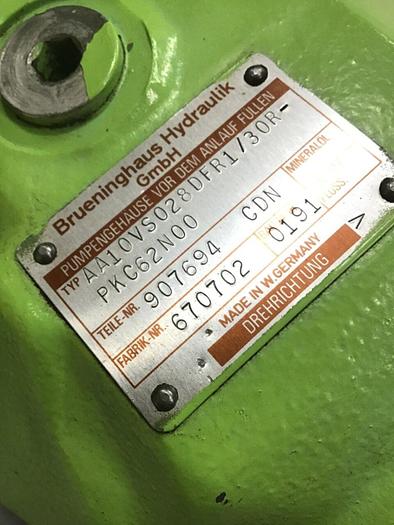 Brueninghaus Hydraulik
GmbH
PUMPENGEHÄUSE VOR DEM ANLAUF FÜLLEN
TYP AA10VSO28DFR1/30R-
PKC62N00
TEILE-NR. 907694 CDN MINERALÖL
FABRIK-NR. 670702 0191
MADE IN W.GERMANY
DREHRICHTUNG >